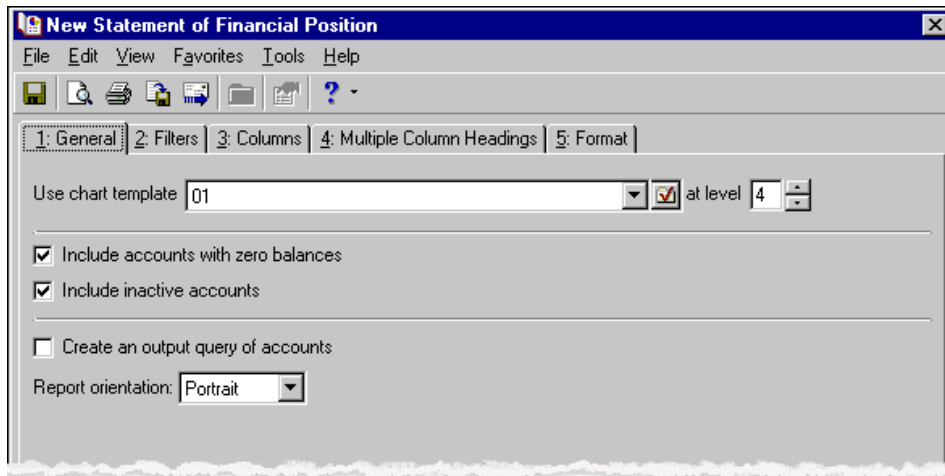 New Statement of Financial Position
File Edit View Favorites Tools Help
1: General 2: Filters 3: Columns 4: Multiple Column Headings 5: Format
Use chart template 01 at level 4
Include accounts with zero balances
Include inactive accounts
Create an output query of accounts
Report orientation: Portrait